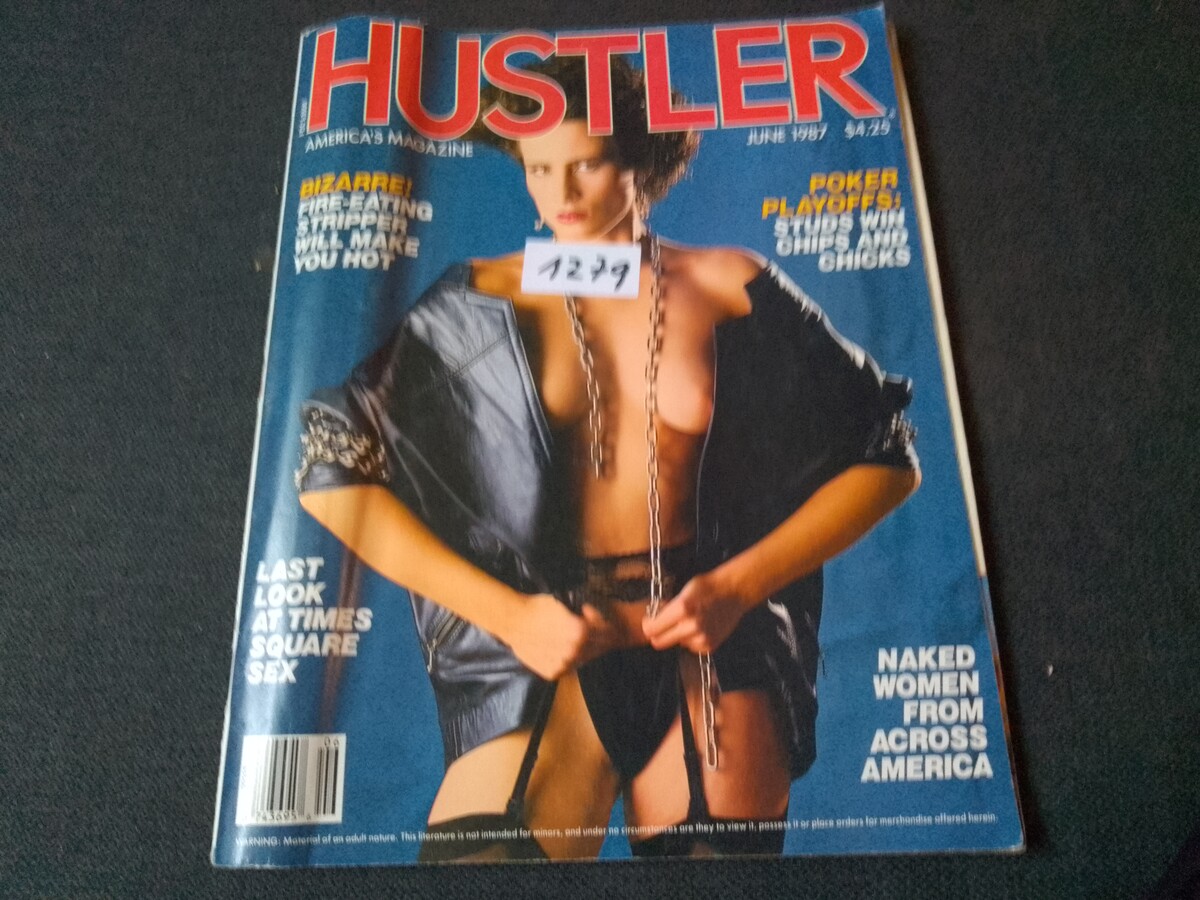 HUSTLER
AMERICA'S MAGAZINE
JUNE 1987 $4.25
BIZARRE!
FIRE-EATING
STRIPPER
WILL MAKE
YOU HOT
POKER
PLAYOFFS:
STUDS WIN
CHIPS AND
CHICKS
1279
LAST
LOOK
AT TIMES
SQUARE
SEX
NAKED
WOMEN
FROM
ACROSS
AMERICA
06
WARNING: Material of an adult nature. This literature is not intended for minors, and under no circumstances are they to view it, possess it or place orders for merchandise offered herein.